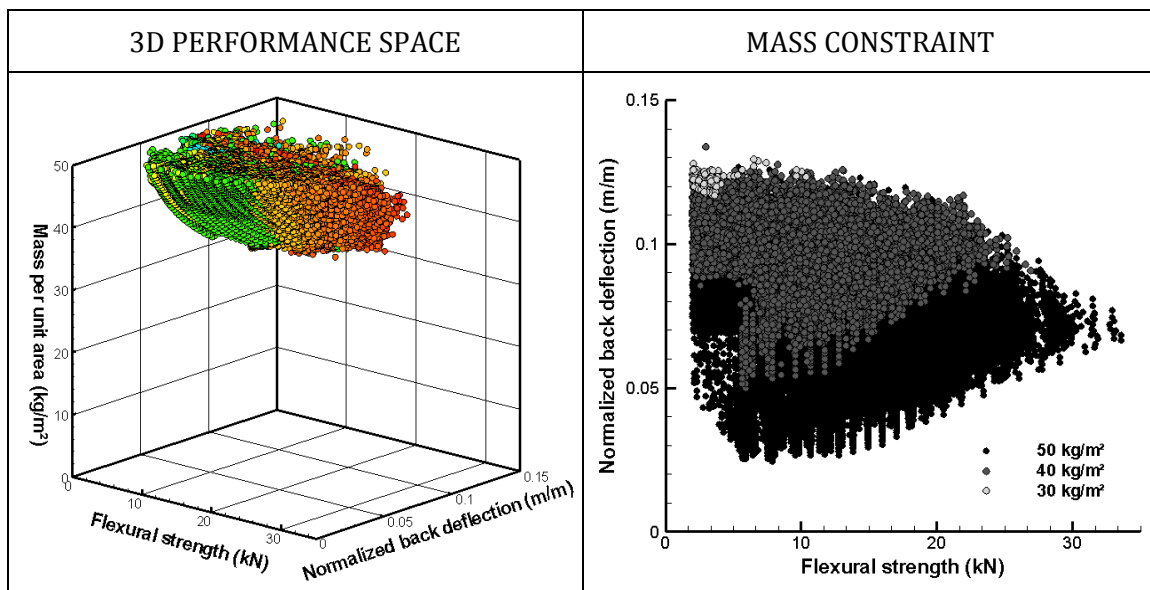 3D PERFORMANCE SPACE
MASS CONSTRAINT
50
40
30
20
10
0
Mass per unit area (kg/m²)
0
10
20
30
Flexural strength (kN)
0
0.05
0.1
0.15
Normalized back deflection (m/m)
0.15
0.1
0.05
0
Normalized back deflection (m/m)
0
10
20
30
Flexural strength (kN)
50 kg/m²
40 kg/m²
30 kg/m²